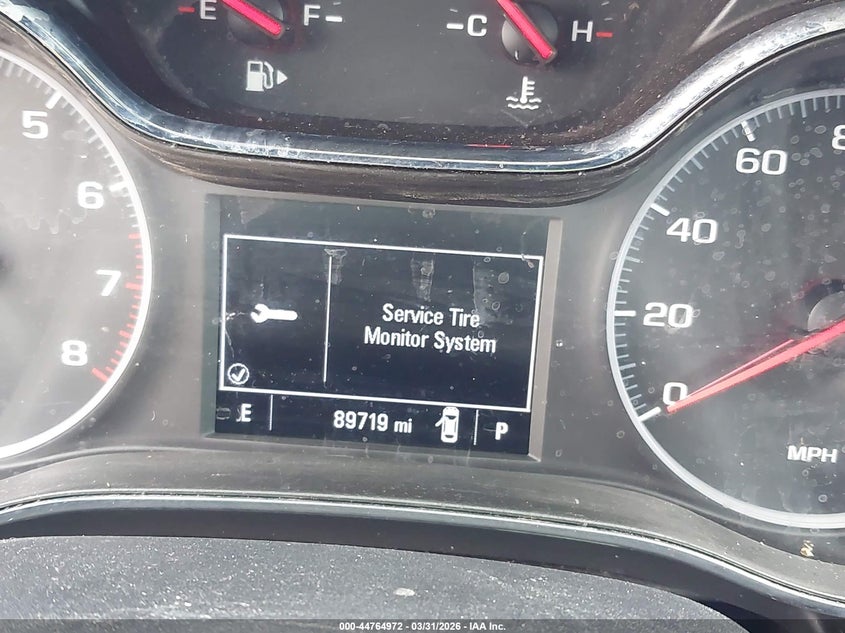 E F
C H
5
6
7
8
80
60
40
20
0
MPH
Service Tire
Monitor System
E 89719 mi P
000-44764972 - 03/31/2026 - IAA Inc.